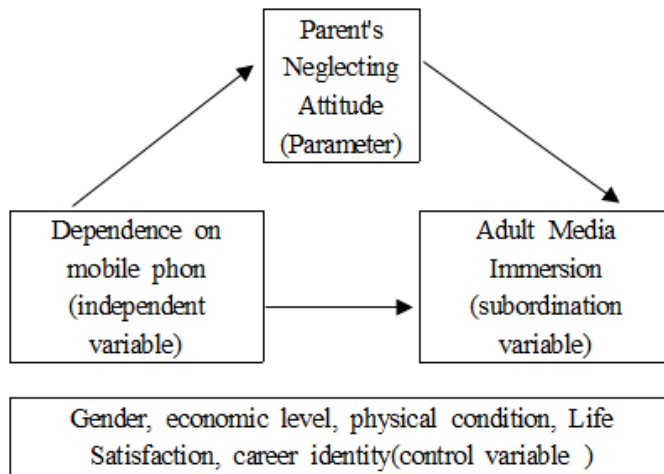 Parent's
Neglecting
Attitude
(Parameter)
Dependence on
mobile phon
(independent
variable)
Adult Media
Immersion
(subordination
variable)
Gender, economic level, physical condition, Life
Satisfaction, career identity(control variable )